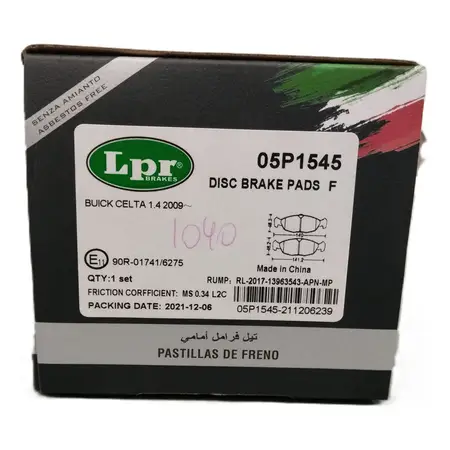 SENZA AMIANTO
ASBESTOS FREE
Lpr
BRAKES
05P1545
DISC BRAKE PADS F
BUICK CELTA 1.4 2009~
1040
E11 90R-01741/6275
Made in China
QTY:1 set
RUMP: RL-2017-13963543-APN-MP
FRICTION CORFFICIENT: MS 0.34 L2C
PACKING DATE: 2021-12-06
05P1545-211206239
تيل فرامل أمامي
PASTILLAS DE FRENO